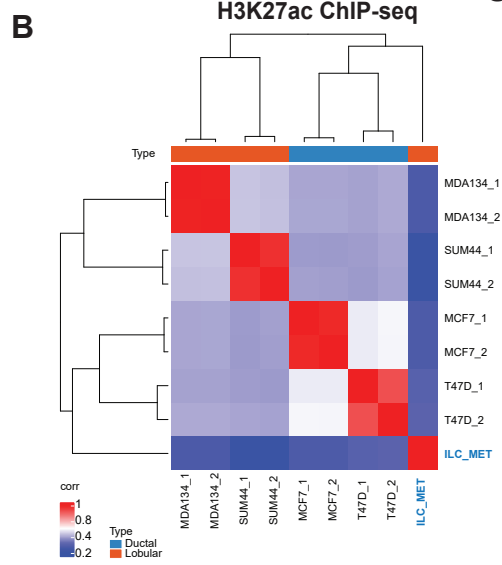 H3K27ac ChIP-seq
B
Type
MDA134_1
MDA134_2
SUM44_1
SUM44_2
MCF7_1
MCF7_2
T47D_1
T47D_2
ILC_MET
MDA134_1
MDA134_2
SUM44_1
SUM44_2
MCF7_1
MCF7_2
T47D_1
T47D_2
ILC_MET
corr
1
0.8
0.4
0.2
Type
Ductal
Lobular